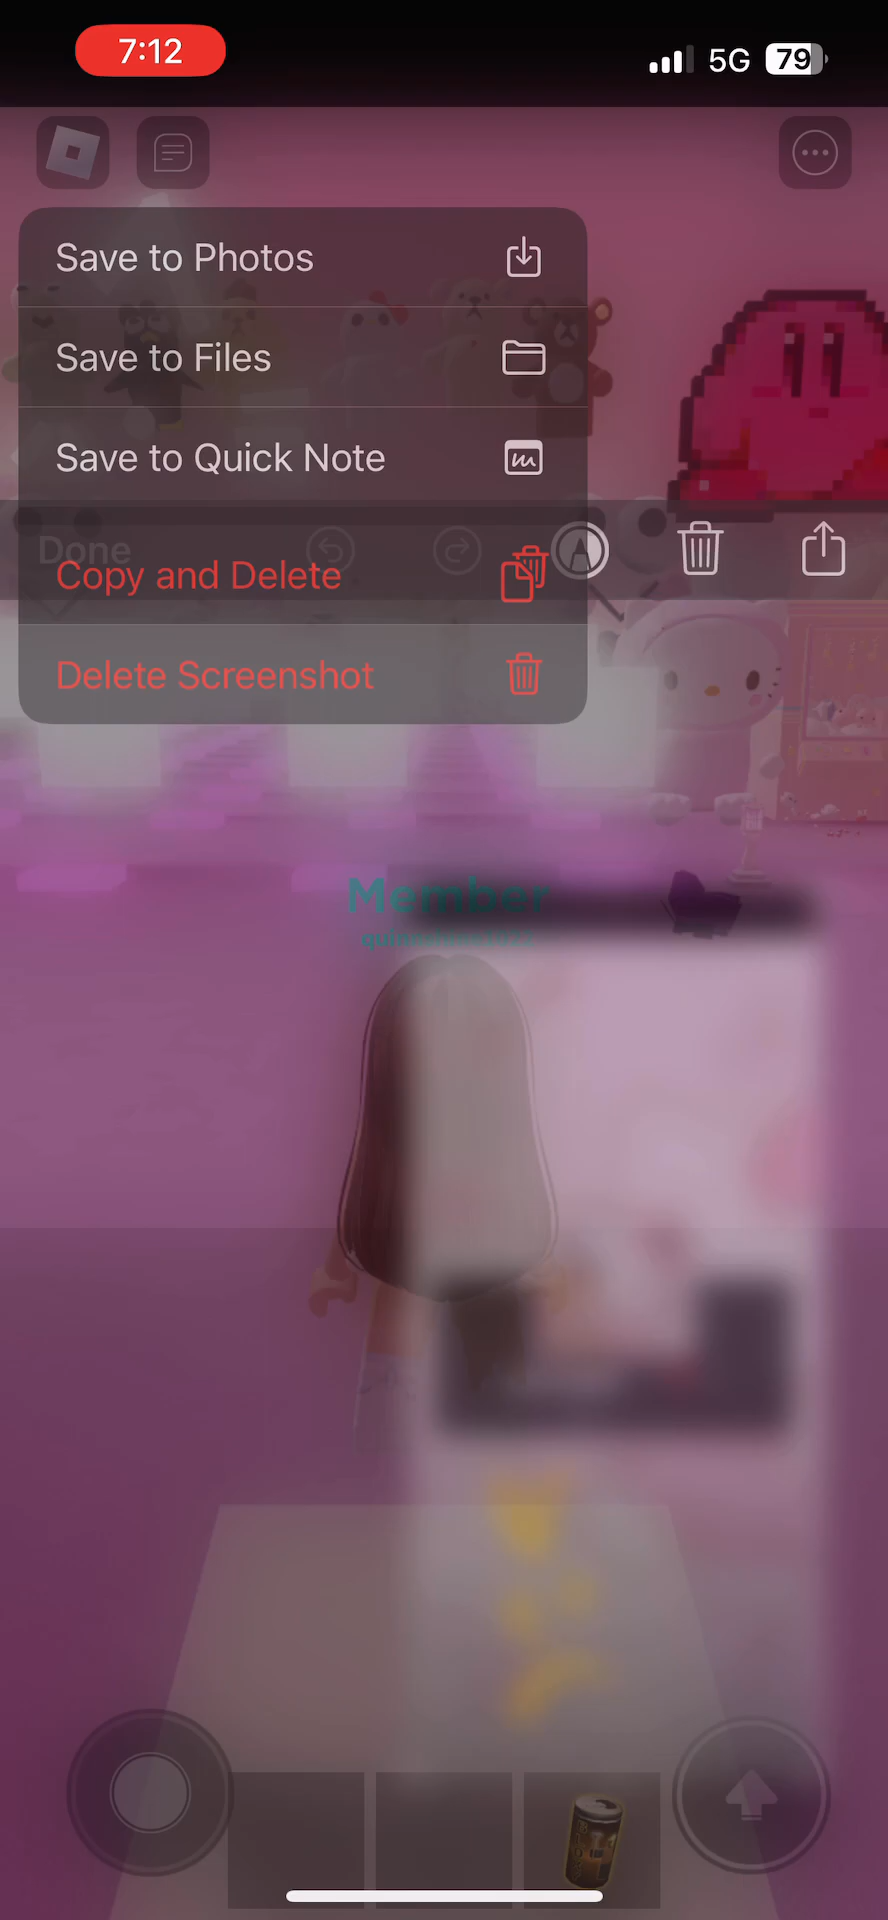 7:12
5G
79
Save to Photos
Save to Files
Save to Quick Note
Done
Copy and Delete
Delete Screenshot
Member